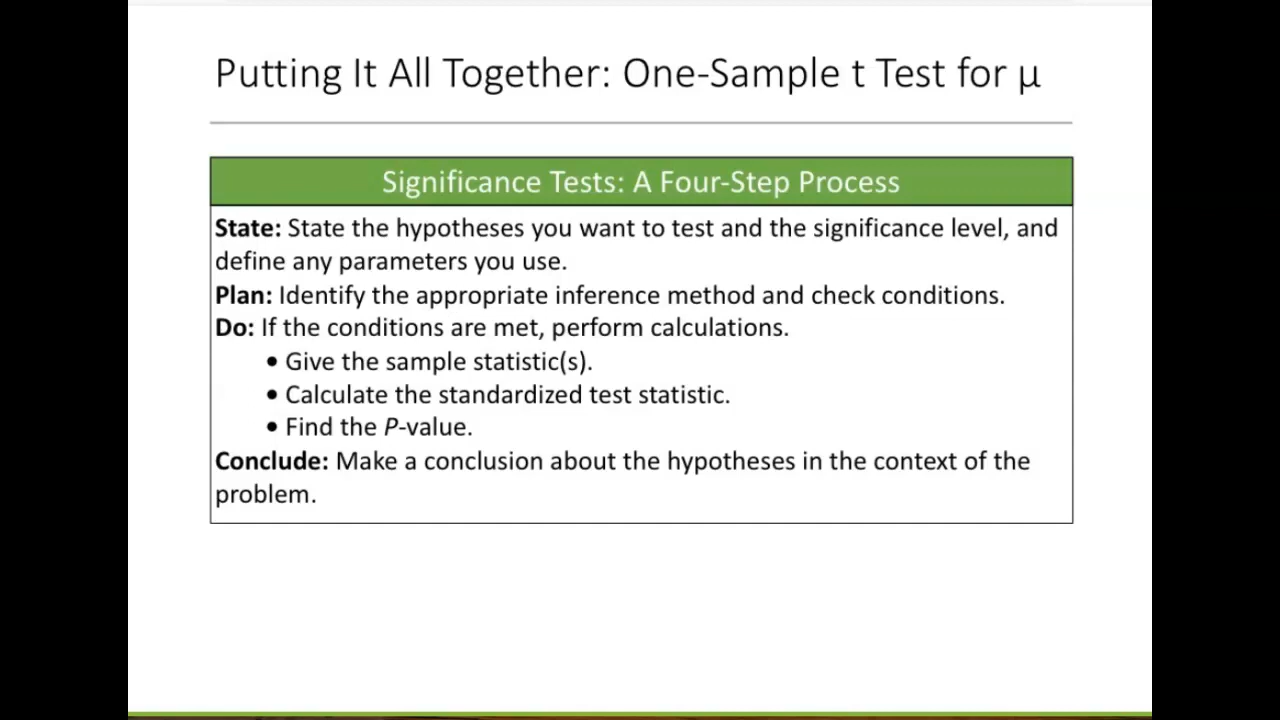 Putting It All Together: One-Sample t Test for µ
Significance Tests: A Four-Step Process
State: State the hypotheses you want to test and the significance level, and
define any parameters you use.
Plan: Identify the appropriate inference method and check conditions.
Do: If the conditions are met, perform calculations.
• Give the sample statistic(s).
• Calculate the standardized test statistic.
• Find the P-value.
Conclude: Make a conclusion about the hypotheses in the context of the
problem.